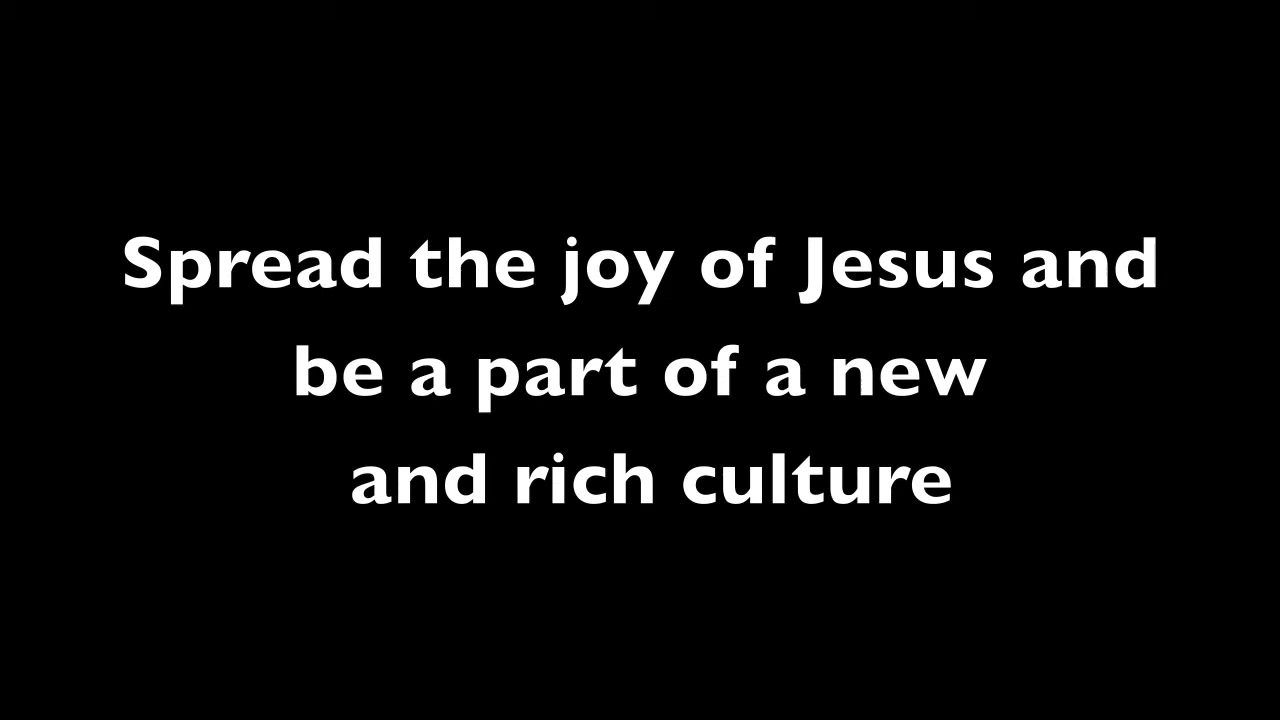 Spread the joy of Jesus and
be a part of a new
and rich culture